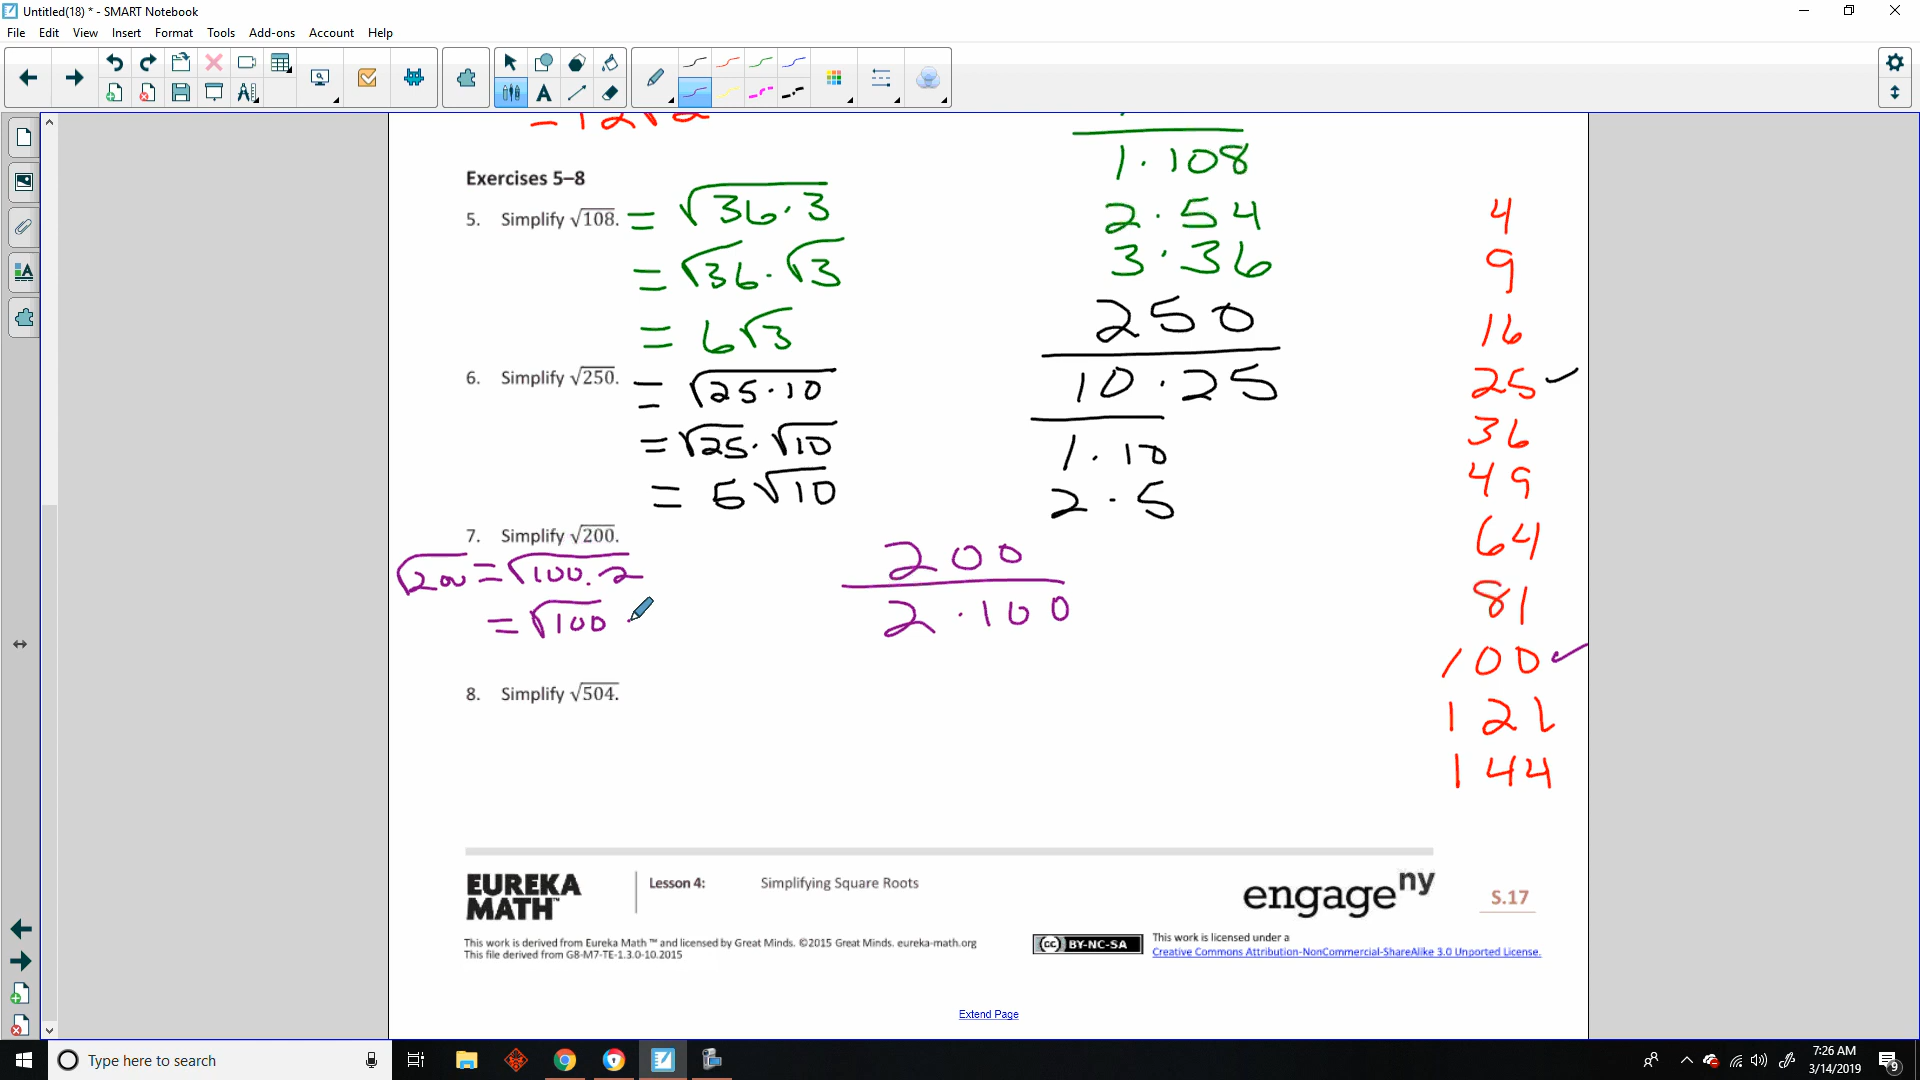 Untitled(18) * - SMART Notebook
File Edit View Insert Format Tools Add-ons Account Help
- 12√2
1 · 108
Exercises 5–8
5. Simplify √108. = √36 · 3
2 · 54
= √36 · √3
3 · 36
= 6√3
250
6. Simplify √250. = √25 · 10
10 · 25
= √25 · √10
1 · 10
= 5√10
2 · 5
7. Simplify √200.
√200 = √100 · 2
= √100 ·
200
2 · 100
8. Simplify √504.
4
9
16
25 ✓
36
49
64
81
100 ✓
121
144
EUREKA MATH™
Lesson 4: Simplifying Square Roots
engageny
S.17
This work is derived from Eureka Math ™ and licensed by Great Minds. ©2015 Great Minds. eureka-math.org
This file derived from G8-M7-TE-1.3.0-10.2015
cc BY-NC-SA
This work is licensed under a
Creative Commons Attribution-NonCommercial-ShareAlike 3.0 Unported License.
Extend Page
Type here to search
7:26 AM
3/14/2019
9